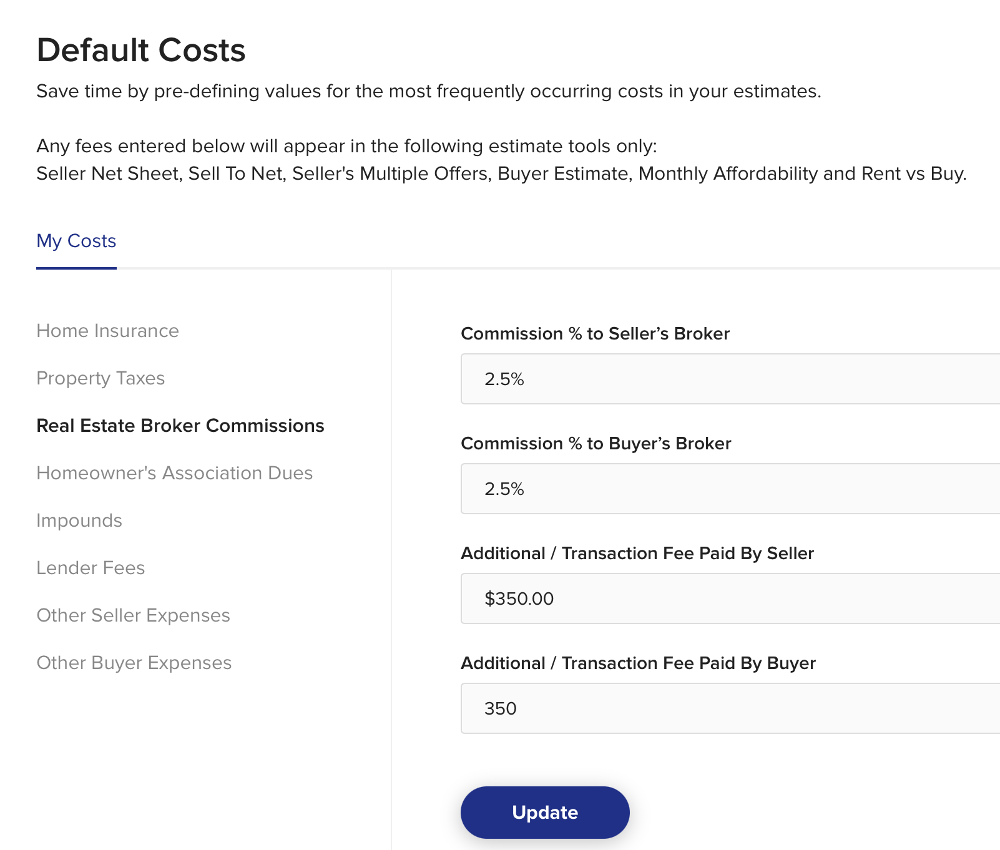 Default Costs
Save time by pre-defining values for the most frequently occurring costs in your estimates.
Any fees entered below will appear in the following estimate tools only:
Seller Net Sheet, Sell To Net, Seller's Multiple Offers, Buyer Estimate, Monthly Affordability and Rent vs Buy.
My Costs
Home Insurance
Property Taxes
Real Estate Broker Commissions
Homeowner's Association Dues
Impounds
Lender Fees
Other Seller Expenses
Other Buyer Expenses
Commission % to Seller’s Broker
2.5%
Commission % to Buyer’s Broker
2.5%
Additional / Transaction Fee Paid By Seller
$350.00
Additional / Transaction Fee Paid By Buyer
350
Update